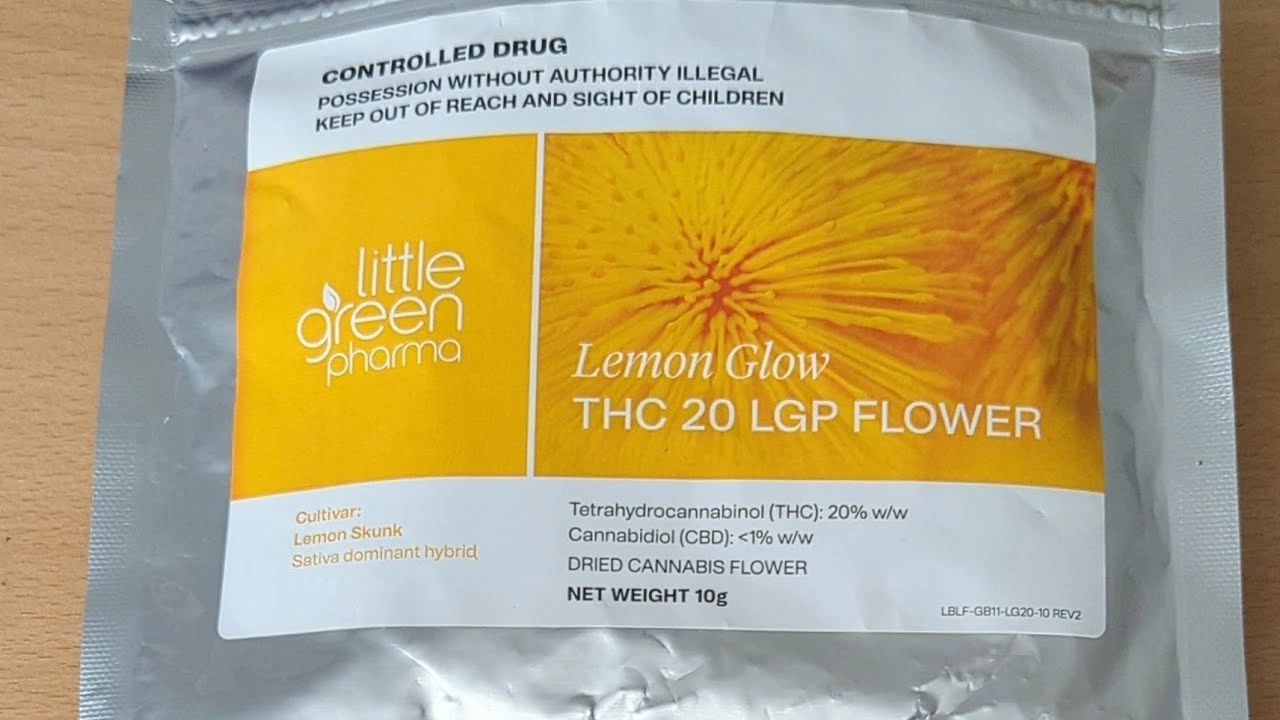 CONTROLLED DRUG
POSSESSION WITHOUT AUTHORITY ILLEGAL
KEEP OUT OF REACH AND SIGHT OF CHILDREN
little
green
pharma
Lemon Glow
THC 20 LGP FLOWER
Cultivar:
Lemon Skunk
Sativa dominant hybrid
Tetrahydrocannabinol (THC): 20% w/w
Cannabidiol (CBD): <1% w/w
DRIED CANNABIS FLOWER
NET WEIGHT 10g
LBLF-GB11-LG20-10 REV2